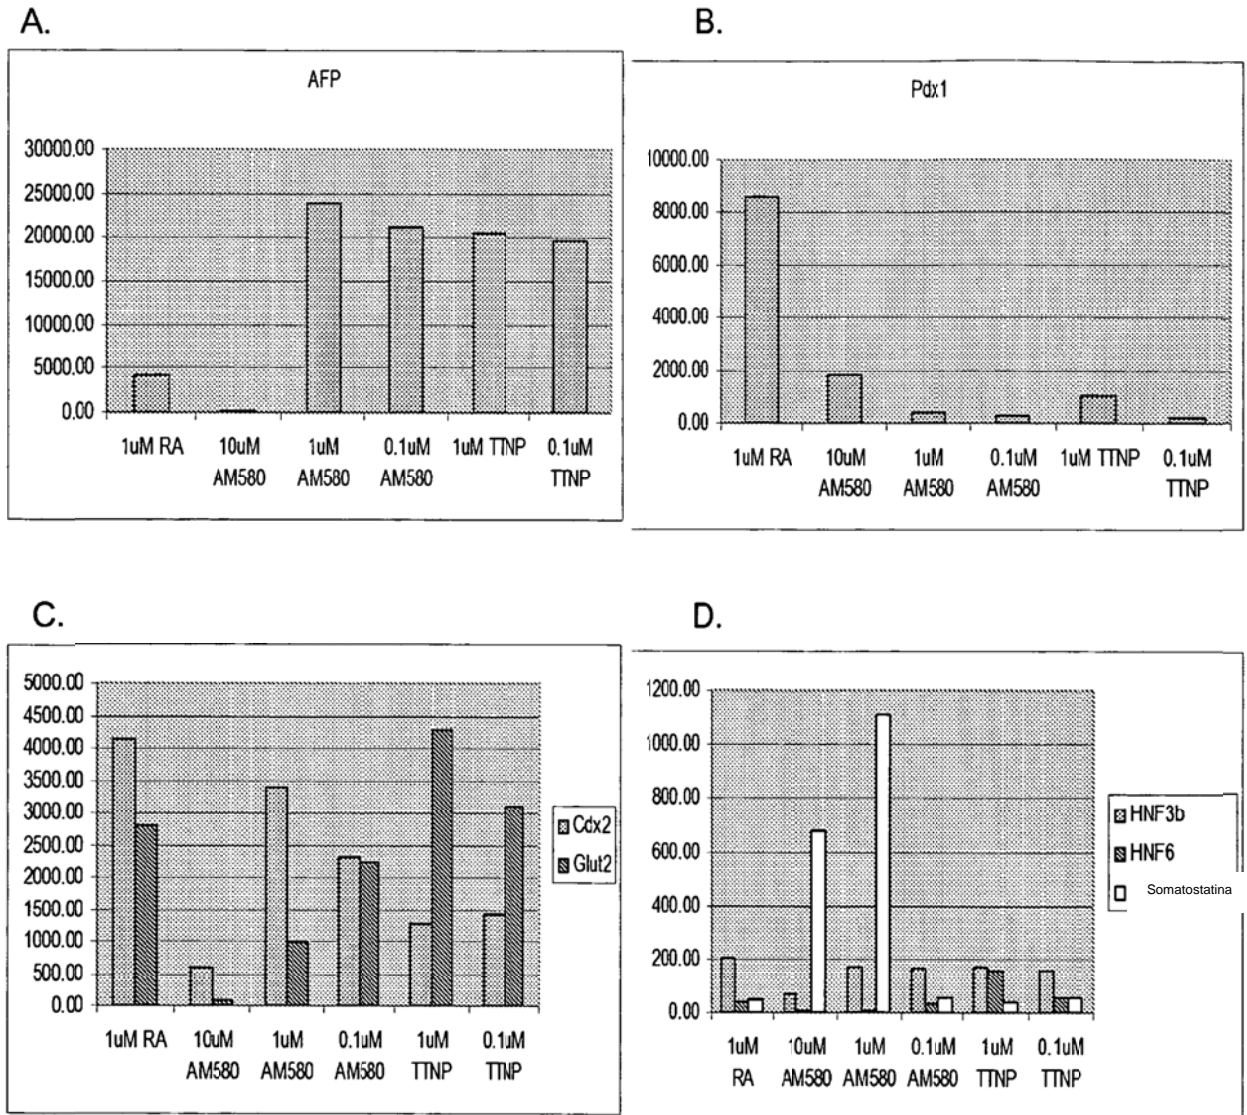 A.
AFP
30000.00
25000.00
20000.00
15000.00
10000.00
5000.00
0.00
1uM RA
10uM AM580
1uM AM580
0.1uM AM580
1uM TTNP
0.1uM TTNP
B.
Pdx1
10000.00
8000.00
6000.00
4000.00
2000.00
0.00
1uM RA
10uM AM580
1uM AM580
0.1uM AM580
1uM TTNP
0.1uM TTNP
C.
5000.00
4500.00
4000.00
3500.00
3000.00
2500.00
2000.00
1500.00
1000.00
500.00
0.00
1uM RA
10uM AM580
1uM AM580
0.1uM AM580
1uM TTNP
0.1uM TTNP
Cdx2
Glut2
D.
1200.00
1000.00
800.00
600.00
400.00
200.00
0.00
1uM RA
10uM AM580
1uM AM580
0.1uM AM580
1uM TTNP
0.1uM TTNP
HNF3b
HNF6
Somatostatina